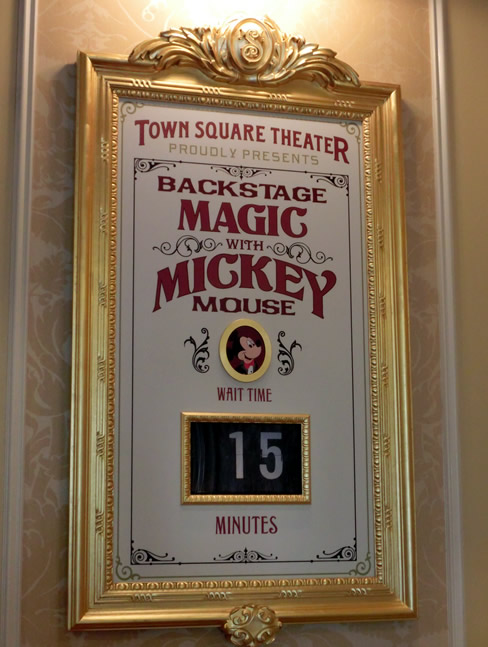 TOWN SQUARE THEATER
PROUDLY PRESENTS
BACKSTAGE
MAGIC
WITH
MICKEY
MOUSE
WAIT TIME
15
MINUTES